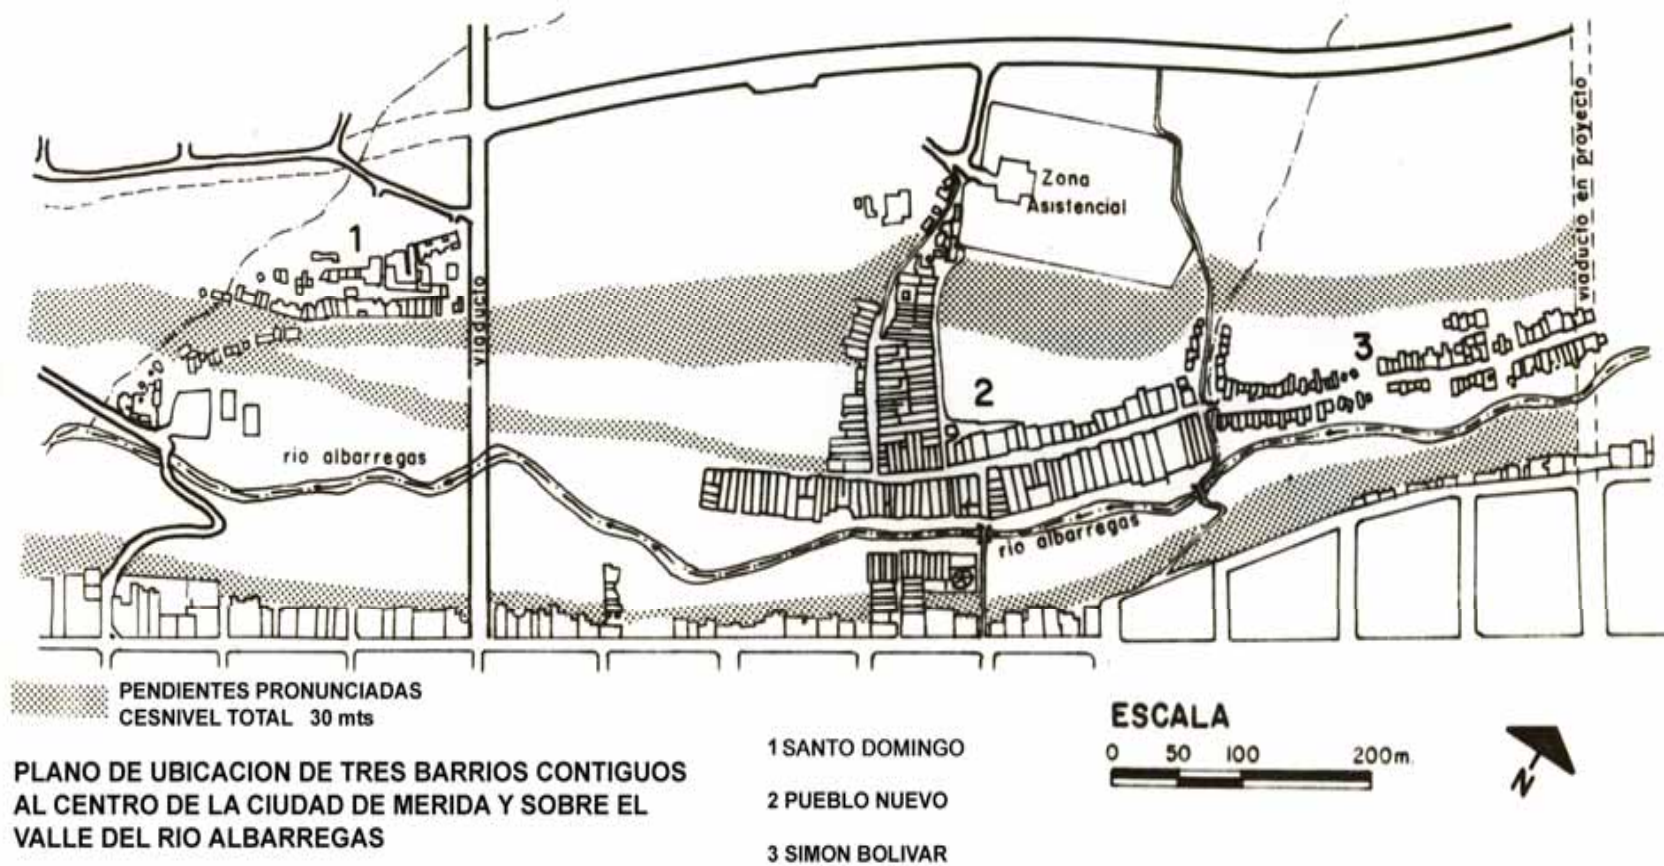 viaducto en proyecto
Zona
Asistencial
1
viaducto
3
2
rio albarregas
rio albarregas
PENDIENTES PRONUNCIADAS
CESNIVEL TOTAL 30 mts
PLANO DE UBICACION DE TRES BARRIOS CONTIGUOS
AL CENTRO DE LA CIUDAD DE MERIDA Y SOBRE EL
VALLE DEL RIO ALBARREGAS
1 SANTO DOMINGO
2 PUEBLO NUEVO
3 SIMON BOLIVAR
ESCALA
0 50 100 200m.
N